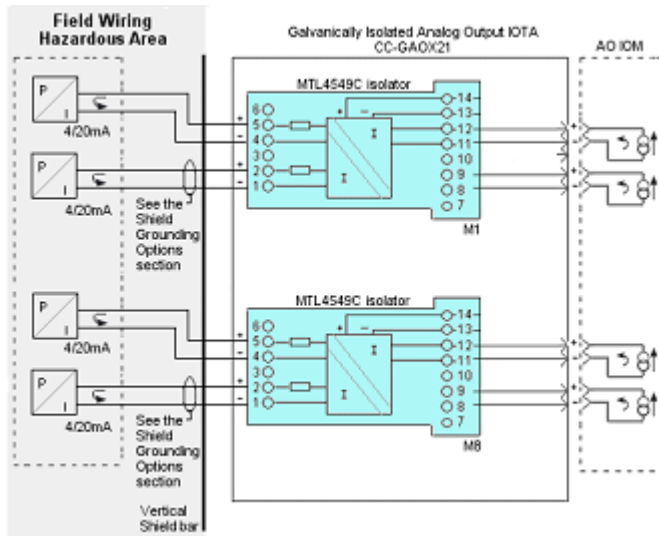 Field Wiring
Hazardous Area
Galvanically Isolated Analog Output IOTA
CC-GAOX21
AO IOM
MTL4549C isolator
P
I
4/20mA
P
I
4/20mA
+
-
+
-
6
5
4
3
2
1
+
-
I
I
14
13
12
11
10
9
8
7
M1
+
-
+
-
See the
Shield
Grounding
Options
section
MTL4549C isolator
P
I
4/20mA
P
I
4/20mA
+
-
+
-
6
5
4
3
2
1
+
-
I
I
14
13
12
11
10
9
8
7
M8
+
-
+
-
See the
Shield
Grounding
Options
section
Vertical
Shield bar